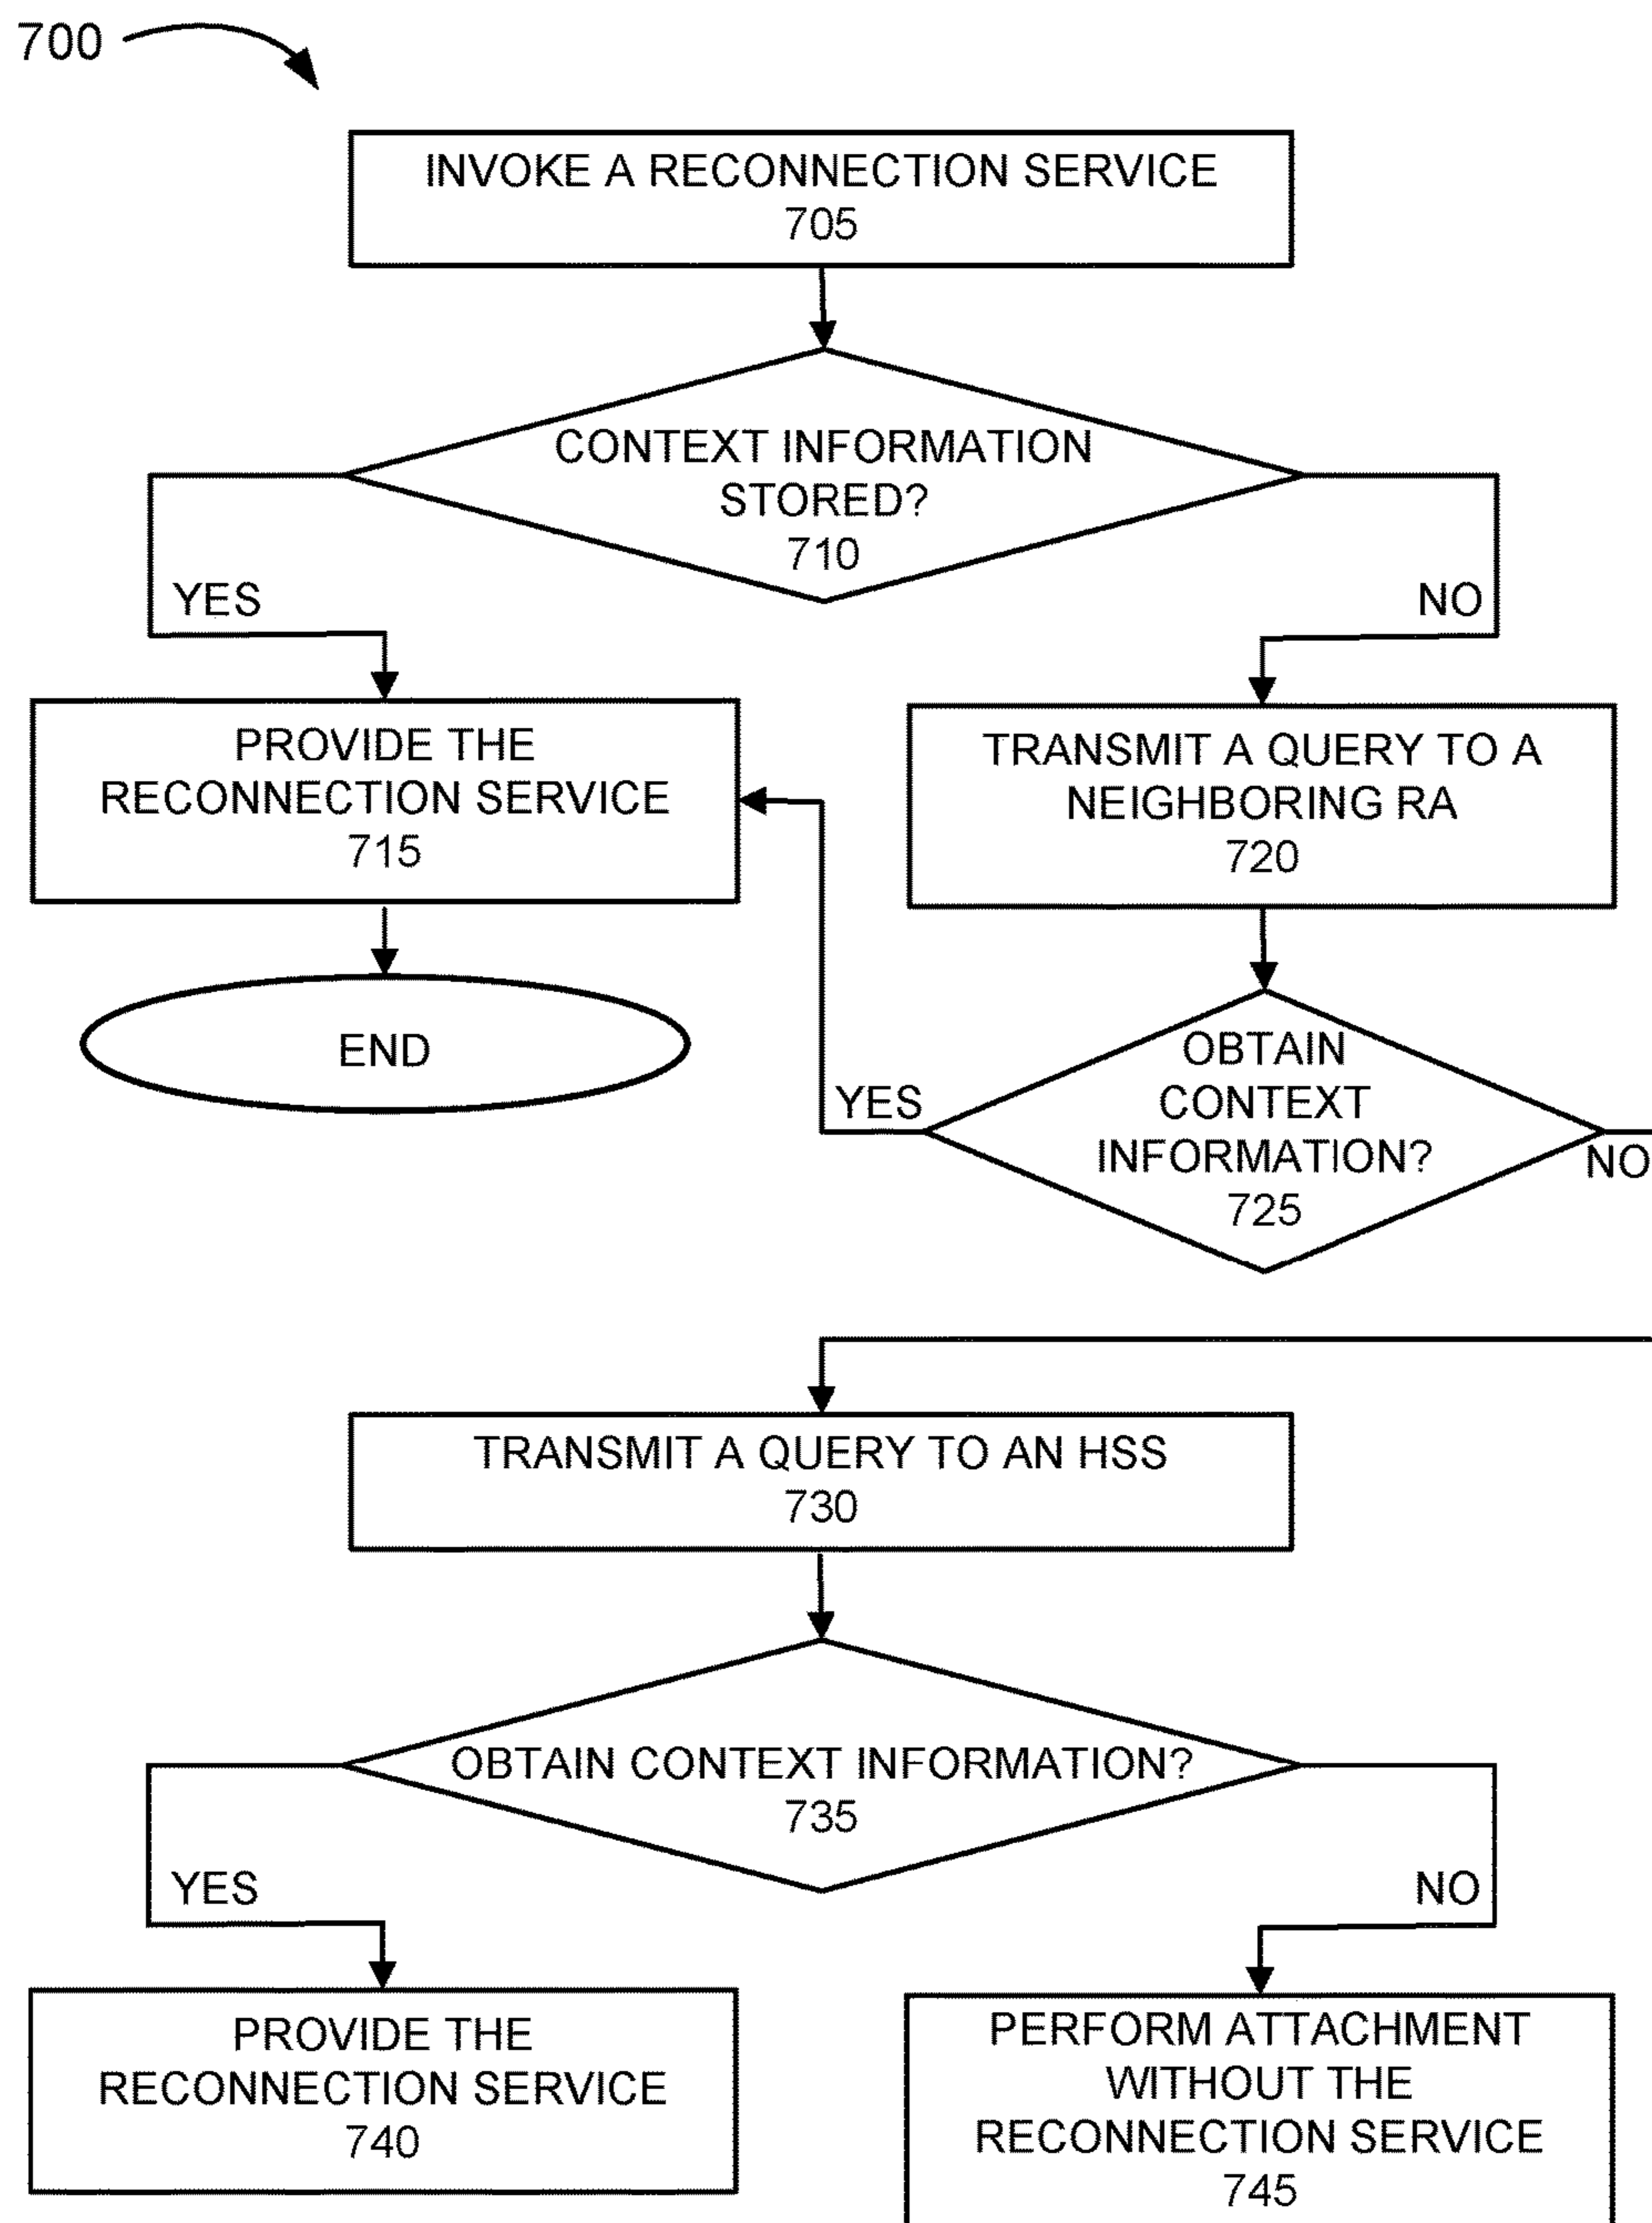 700
INVOKE A RECONNECTION SERVICE
705
CONTEXT INFORMATION
STORED?
710
YES
NO
PROVIDE THE
RECONNECTION SERVICE
715
TRANSMIT A QUERY TO A
NEIGHBORING RA
720
END
OBTAIN
CONTEXT
INFORMATION?
725
YES
NO
TRANSMIT A QUERY TO AN HSS
730
OBTAIN CONTEXT INFORMATION?
735
YES
NO
PROVIDE THE
RECONNECTION SERVICE
740
PERFORM ATTACHMENT
WITHOUT THE
RECONNECTION SERVICE
745